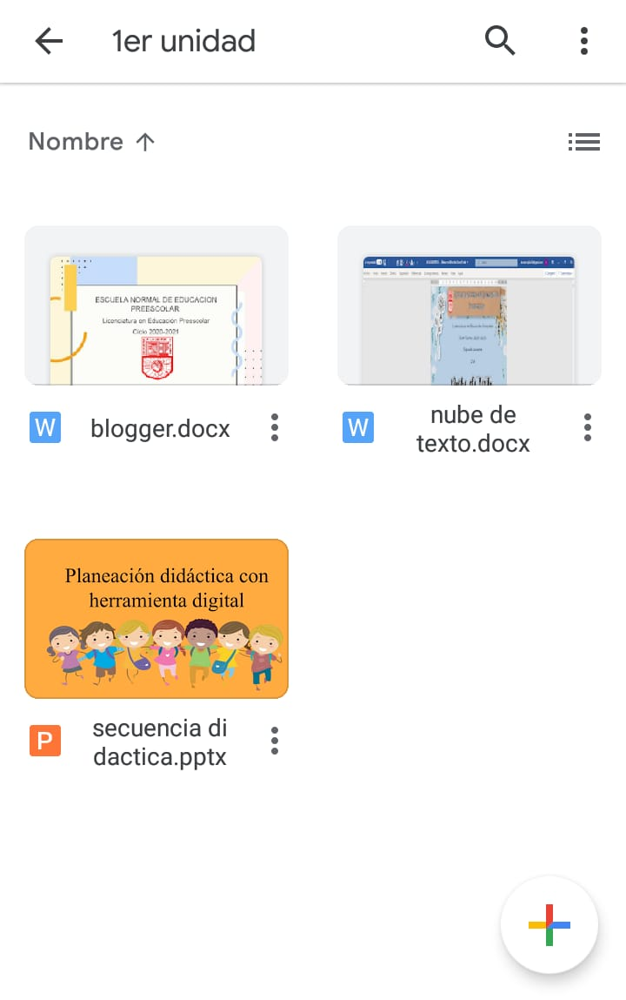 1er unidad
Nombre
ESCUELA NORMAL DE EDUCACION
PREESCOLAR
Licenciatura en Educación Preescolar
Ciclo 2020-2021
W
blogger.docx
W
nube de
texto.docx
Planeación didáctica con
herramienta digital
P
secuencia di
dactica.pptx